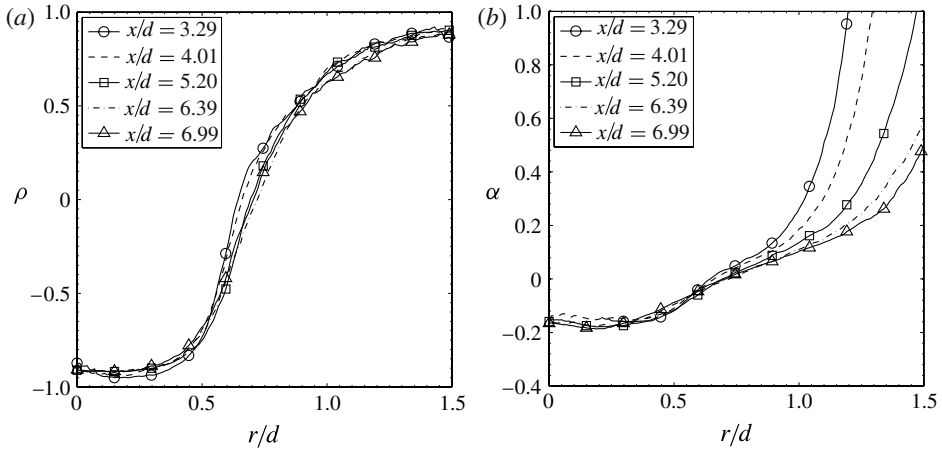 (a)
x/d = 3.29
x/d = 4.01
x/d = 5.20
x/d = 6.39
x/d = 6.99
1.0
0.5
0
−0.5
−1.0
ρ
0
0.5
1.0
1.5
r/d
(b)
x/d = 3.29
x/d = 4.01
x/d = 5.20
x/d = 6.39
x/d = 6.99
1.0
0.8
0.6
0.4
0.2
0
−0.2
−0.4
α
0
0.5
1.0
1.5
r/d